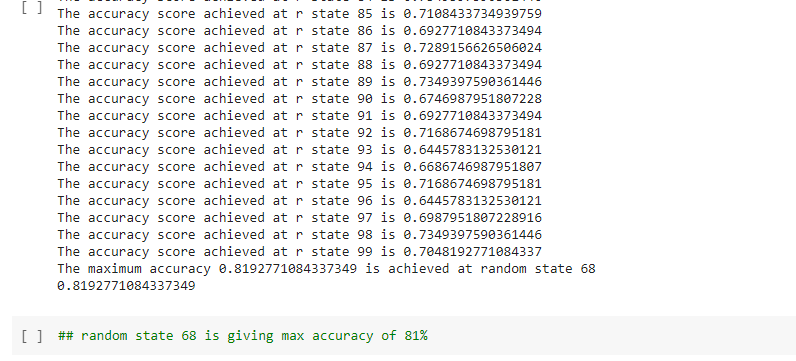 [ ]
The accuracy score achieved at r state 85 is 0.7108433734939759
The accuracy score achieved at r state 86 is 0.6927710843373494
The accuracy score achieved at r state 87 is 0.7289156626506024
The accuracy score achieved at r state 88 is 0.6927710843373494
The accuracy score achieved at r state 89 is 0.7349397590361446
The accuracy score achieved at r state 90 is 0.6746987951807228
The accuracy score achieved at r state 91 is 0.6927710843373494
The accuracy score achieved at r state 92 is 0.7168674698795181
The accuracy score achieved at r state 93 is 0.6445783132530121
The accuracy score achieved at r state 94 is 0.6686746987951807
The accuracy score achieved at r state 95 is 0.7168674698795181
The accuracy score achieved at r state 96 is 0.6445783132530121
The accuracy score achieved at r state 97 is 0.6987951807228916
The accuracy score achieved at r state 98 is 0.7349397590361446
The accuracy score achieved at r state 99 is 0.7048192771084337
The maximum accuracy 0.8192771084337349 is achieved at random state 68
0.8192771084337349
[ ] ## random state 68 is giving max accuracy of 81%